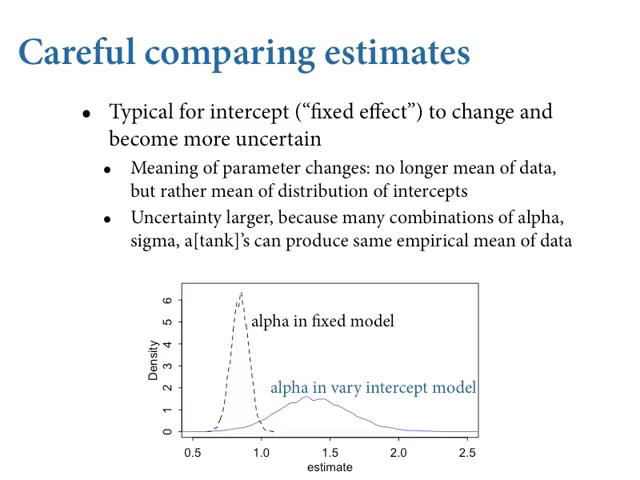 Careful comparing estimates
• Typical for intercept (“fixed effect”) to change and
become more uncertain
• Meaning of parameter changes: no longer mean of data,
but rather mean of distribution of intercepts
• Uncertainty larger, because many combinations of alpha,
sigma, a[tank]’s can produce same empirical mean of data
6
5
4
3
2
1
0
Density
alpha in fixed model
alpha in vary intercept model
0.5 1.0 1.5 2.0 2.5
estimate